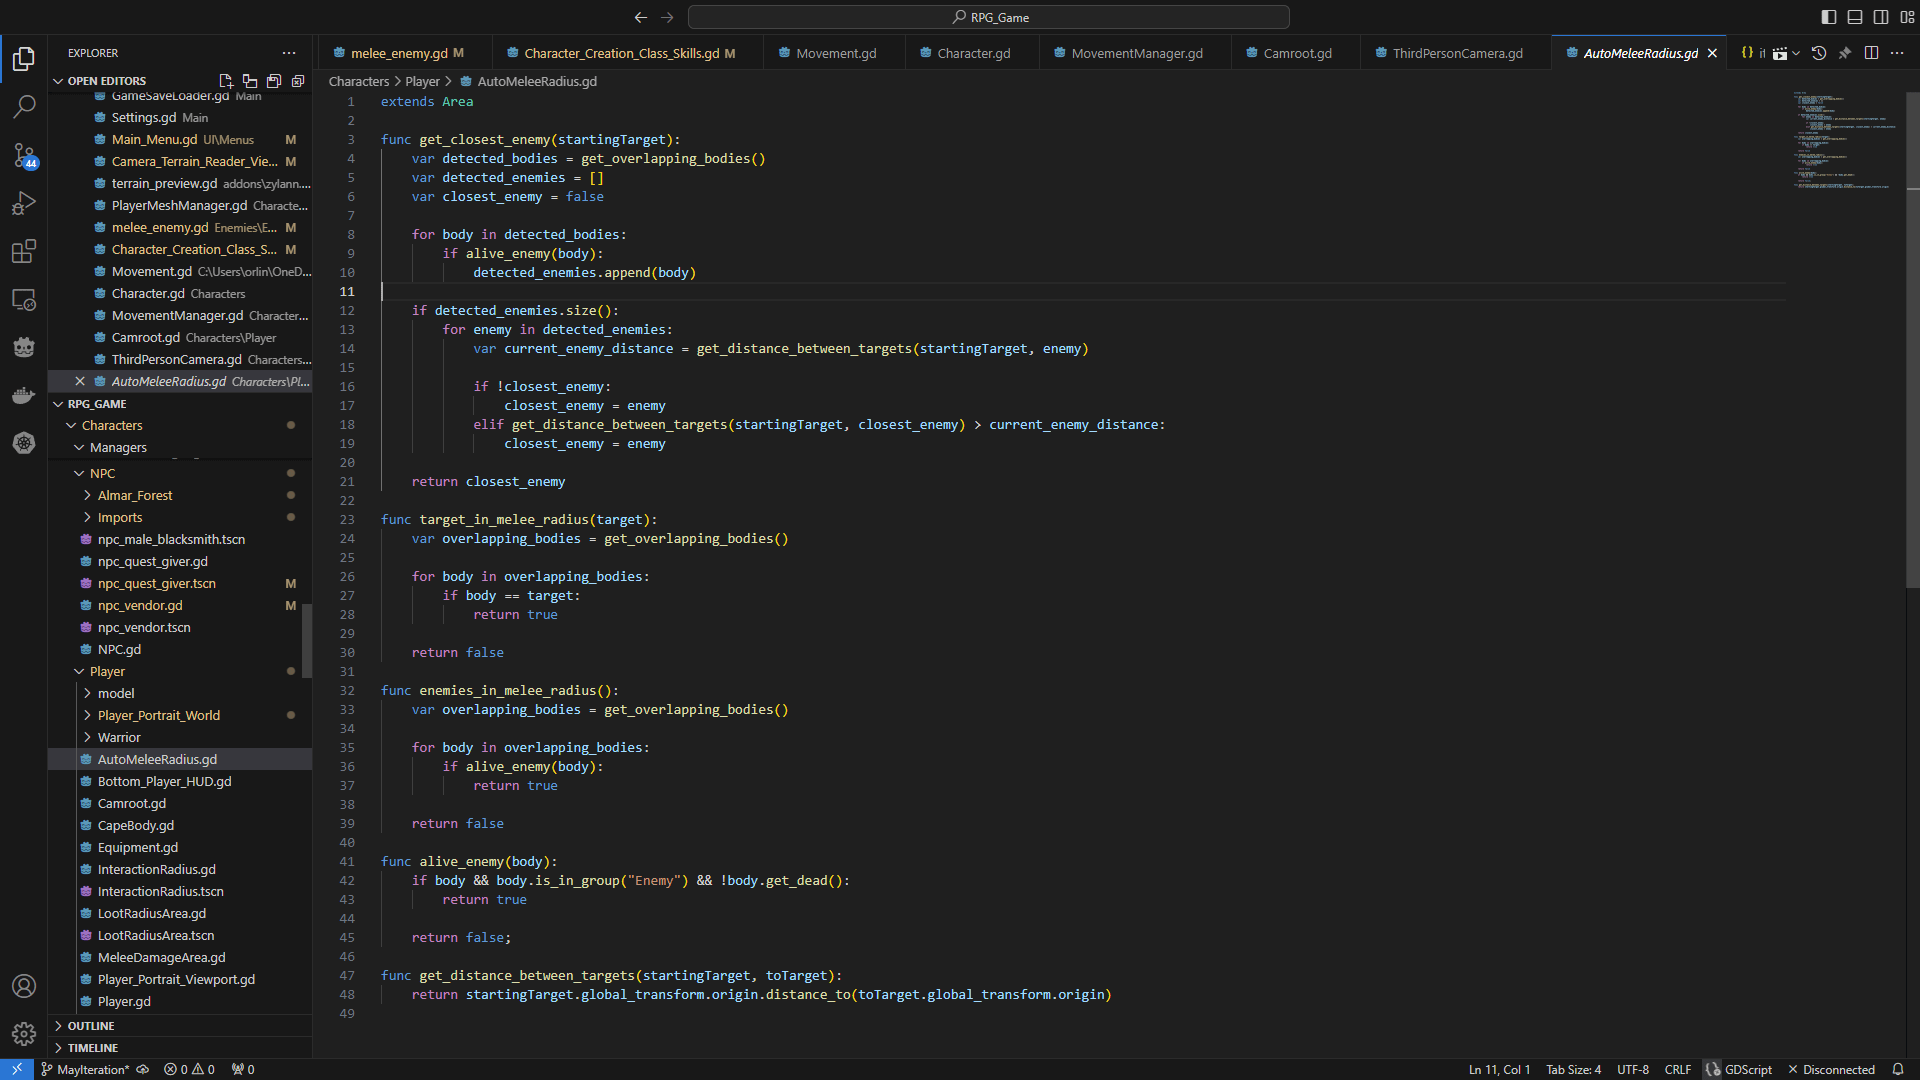 RPG_Game
EXPLORER
melee_enemy.gd M
Character_Creation_Class_Skills.gd M
Movement.gd
Character.gd
MovementManager.gd
Camroot.gd
ThirdPersonCamera.gd
AutoMeleeRadius.gd
OPEN EDITORS
GameSaveLoader.gd Main
Settings.gd Main
Main_Menu.gd UI\Menus M
Camera_Terrain_Reader_Vie... M
terrain_preview.gd addons\zylann....
PlayerMeshManager.gd Characte...
melee_enemy.gd Enemies\E... M
Character_Creation_Class_S... M
Movement.gd C:\Users\orlin\OneD...
Character.gd Characters
MovementManager.gd Character...
Camroot.gd Characters\Player
ThirdPersonCamera.gd Characters...
AutoMeleeRadius.gd Characters\Pl...
RPG_GAME
Characters
Managers
NPC
Almar_Forest
Imports
npc_male_blacksmith.tscn
npc_quest_giver.gd
npc_quest_giver.tscn M
npc_vendor.gd M
npc_vendor.tscn
NPC.gd
Player
model
Player_Portrait_World
Warrior
AutoMeleeRadius.gd
Bottom_Player_HUD.gd
Camroot.gd
CapeBody.gd
Equipment.gd
InteractionRadius.gd
InteractionRadius.tscn
LootRadiusArea.gd
LootRadiusArea.tscn
MeleeDamageArea.gd
Player_Portrait_Viewport.gd
Player.gd
OUTLINE
TIMELINE
Characters > Player > AutoMeleeRadius.gd
1 extends Area
2
3 func get_closest_enemy(startingTarget):
4 var detected_bodies = get_overlapping_bodies()
5 var detected_enemies = []
6 var closest_enemy = false
7
8 for body in detected_bodies:
9 if alive_enemy(body):
10 detected_enemies.append(body)
11
12 if detected_enemies.size():
13 for enemy in detected_enemies:
14 var current_enemy_distance = get_distance_between_targets(startingTarget, enemy)
15
16 if !closest_enemy:
17 closest_enemy = enemy
18 elif get_distance_between_targets(startingTarget, closest_enemy) > current_enemy_distance:
19 closest_enemy = enemy
20
21 return closest_enemy
22
23 func target_in_melee_radius(target):
24 var overlapping_bodies = get_overlapping_bodies()
25
26 for body in overlapping_bodies:
27 if body == target:
28 return true
29
30 return false
31
32 func enemies_in_melee_radius():
33 var overlapping_bodies = get_overlapping_bodies()
34
35 for body in overlapping_bodies:
36 if alive_enemy(body):
37 return true
38
39 return false
40
41 func alive_enemy(body):
42 if body && body.is_in_group("Enemy") && !body.get_dead():
43 return true
44
45 return false;
46
47 func get_distance_between_targets(startingTarget, toTarget):
48 return startingTarget.global_transform.origin.distance_to(toTarget.global_transform.origin)
49
44
MayIteration*
0
0
0
Ln 11, Col 1
Tab Size: 4
UTF-8
CRLF
GDScript
Disconnected